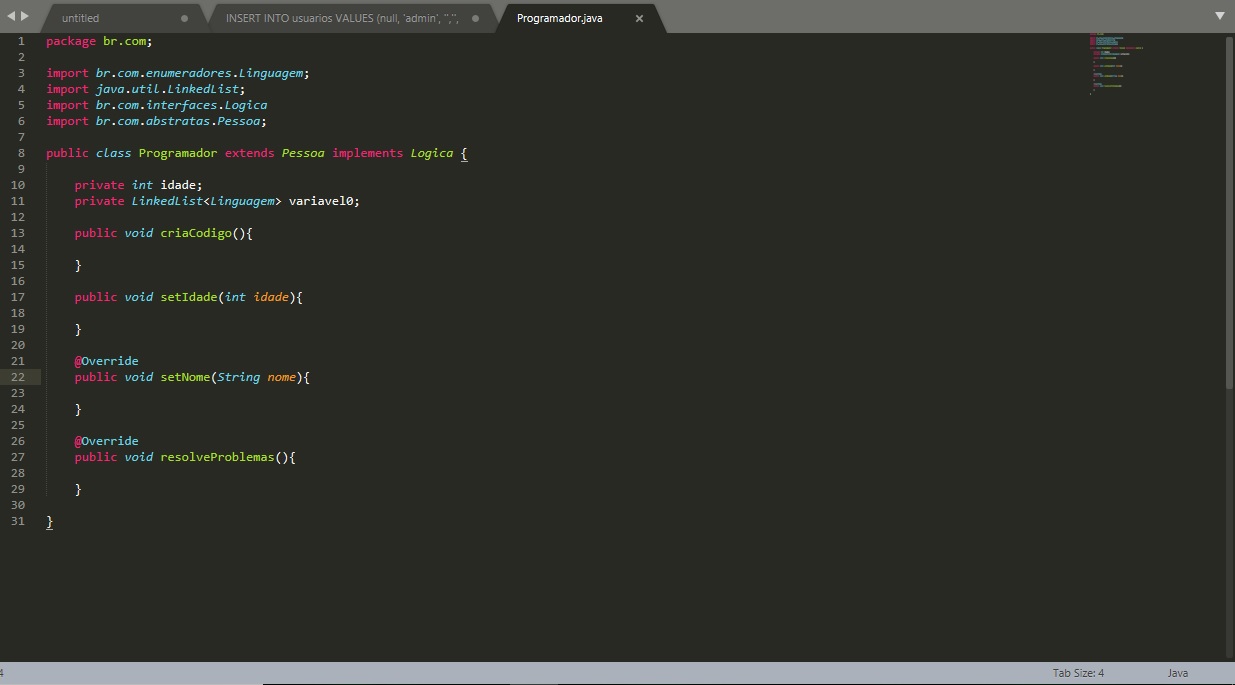 untitled
INSERT INTO usuarios VALUES (null, 'admin', '','',
Programador.java
1 package br.com;
2
3 import br.com.enumeradores.Linguagem;
4 import java.util.LinkedList;
5 import br.com.interfaces.Logica
6 import br.com.abstratas.Pessoa;
7
8 public class Programador extends Pessoa implements Logica {
9
10 private int idade;
11 private LinkedList<Linguagem> variavel0;
12
13 public void criaCodigo(){
14
15 }
16
17 public void setIdade(int idade){
18
19 }
20
21 @Override
22 public void setNome(String nome){
23
24 }
25
26 @Override
27 public void resolveProblemas(){
28
29 }
30
31 }
4
Tab Size: 4
Java